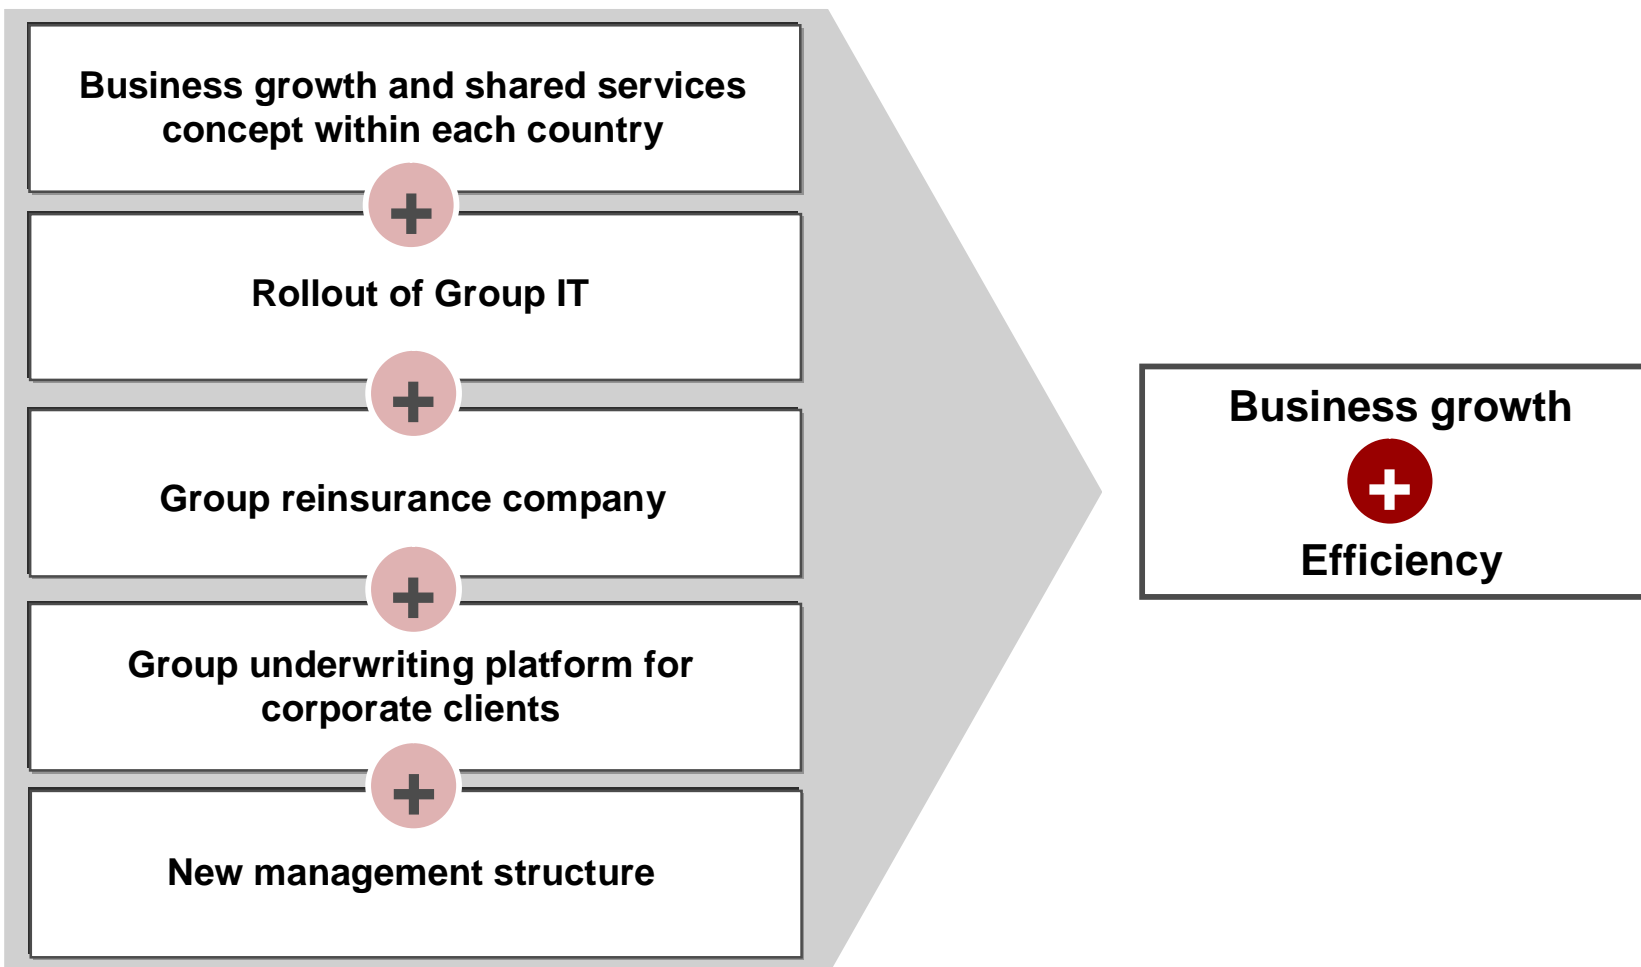 Business growth and shared services
concept within each country
+
Rollout of Group IT
+
Group reinsurance company
+
Group underwriting platform for
corporate clients
+
New management structure
Business growth
+
Efficiency